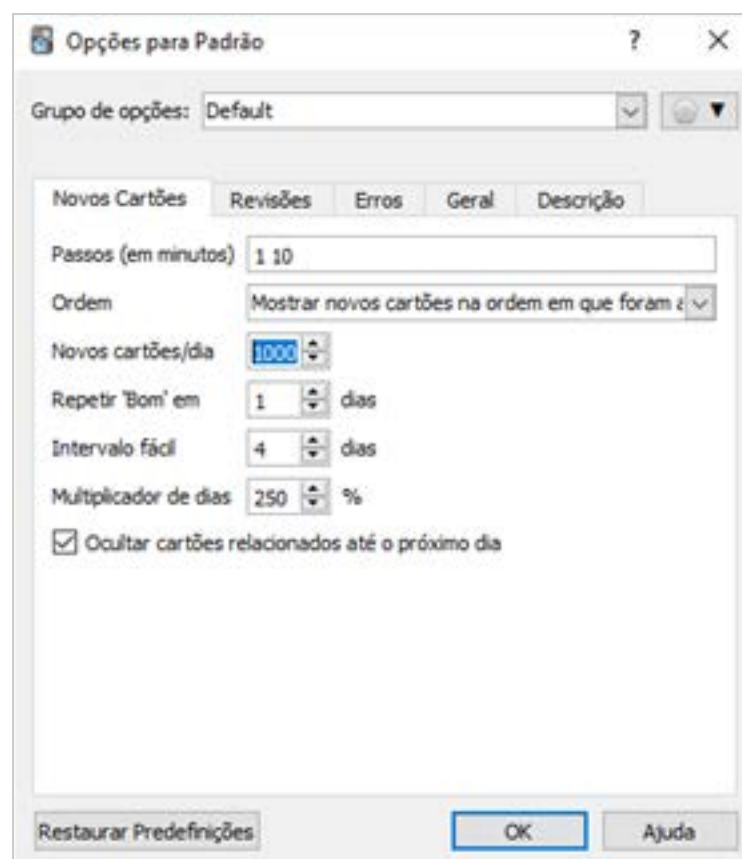 Opções para Padrão
Grupo de opções: Default
Novos Cartões Revisões Erros Geral Descrição
Passos (em minutos) 1 10
Ordem Mostrar novos cartões na ordem em que foram a
Novos cartões/dia 1000
Repetir 'Bom' em 1 dias
Intervalo fácil 4 dias
Multiplicador de dias 250 %
Ocultar cartões relacionados até o próximo dia
Restaurar Predefinições OK Ajuda